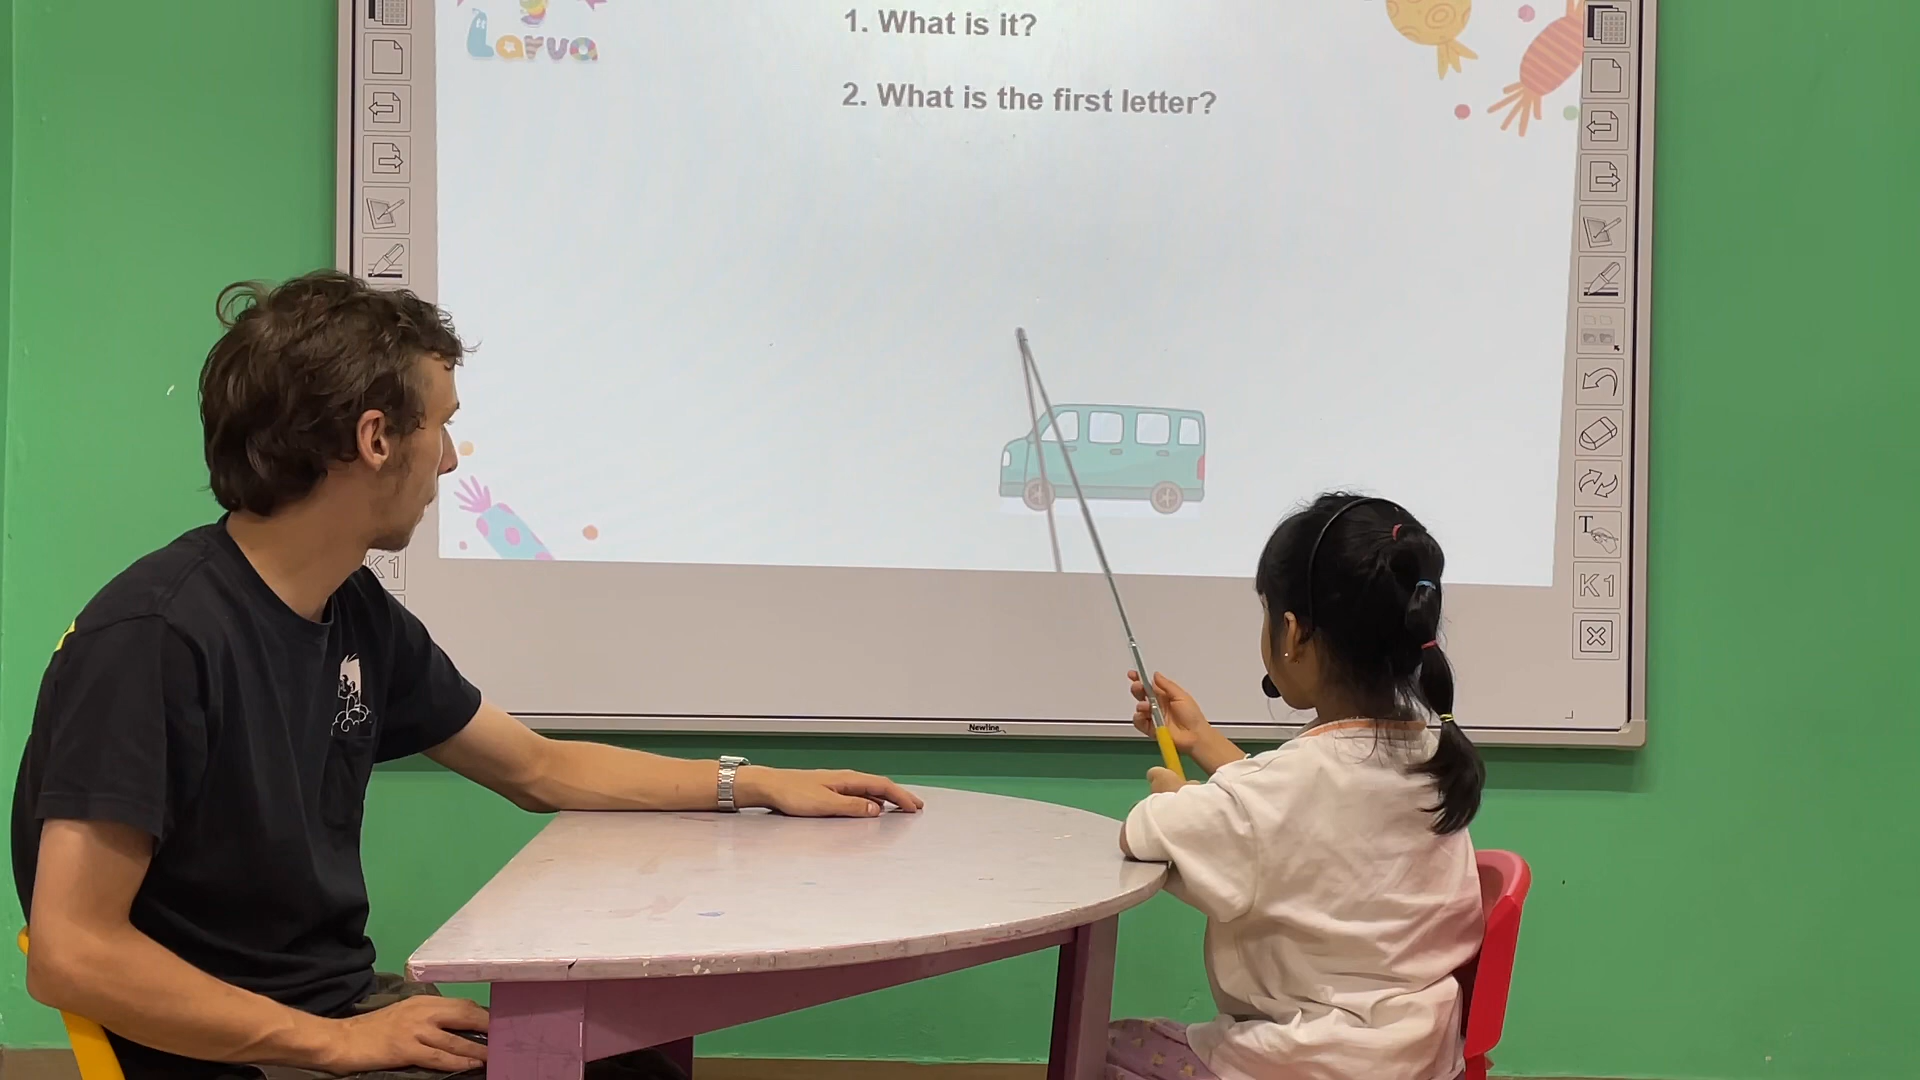 Larva
1. What is it?
2. What is the first letter?
T
K1
K1
Newline